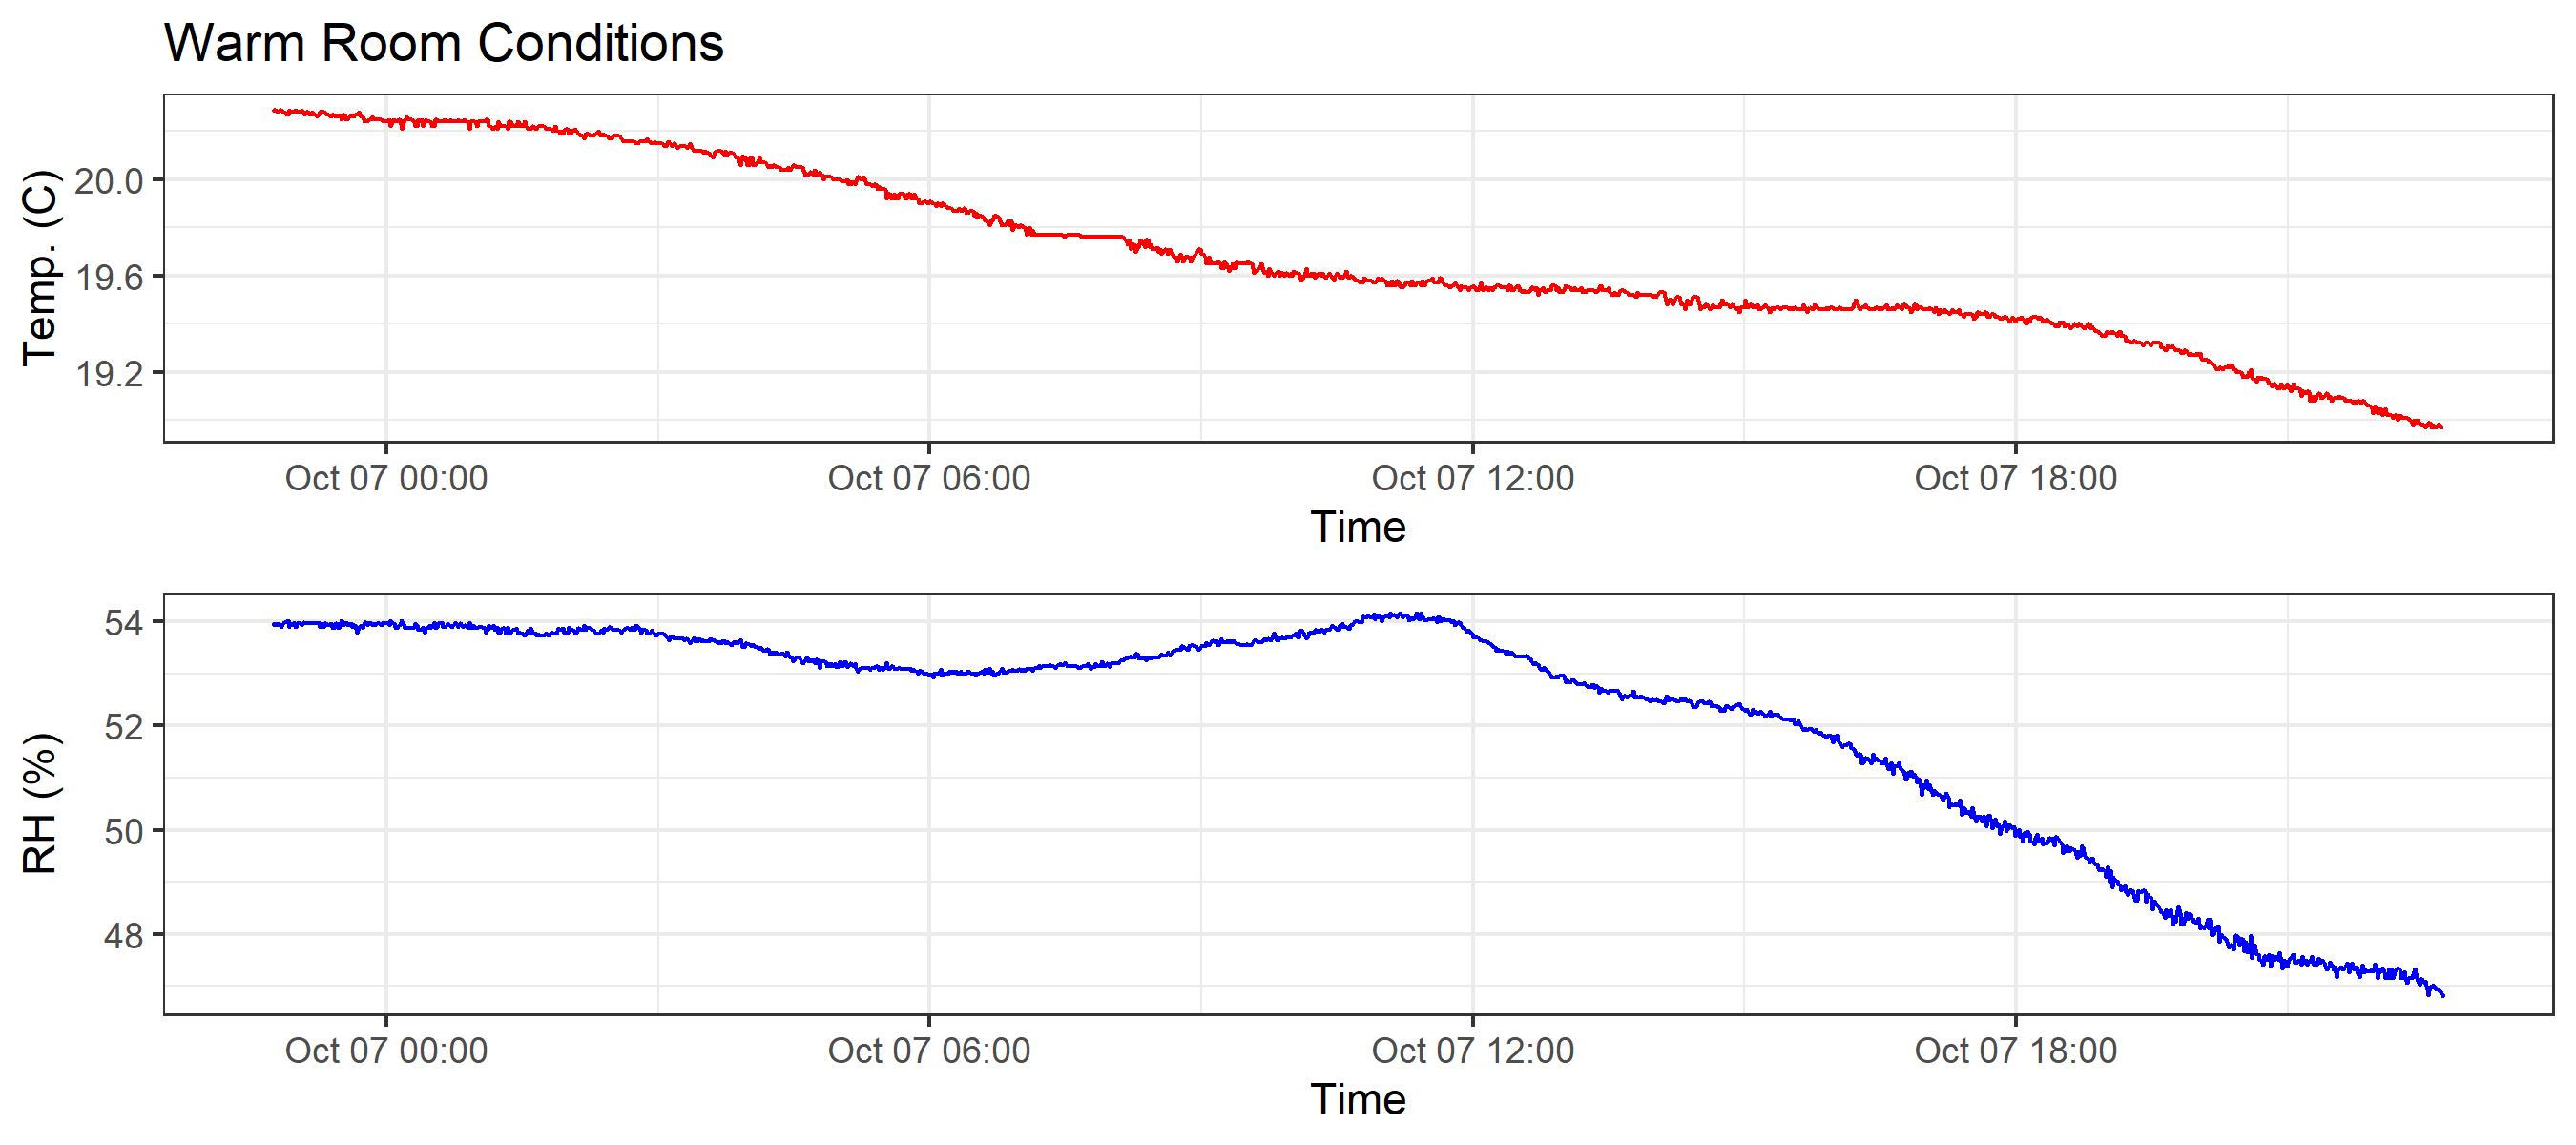 Warm Room Conditions
Temp. (C)
20.0
19.6
19.2
Oct 07 00:00 Oct 07 06:00 Oct 07 12:00 Oct 07 18:00
Time
RH (%)
54
52
50
48
Oct 07 00:00 Oct 07 06:00 Oct 07 12:00 Oct 07 18:00
Time